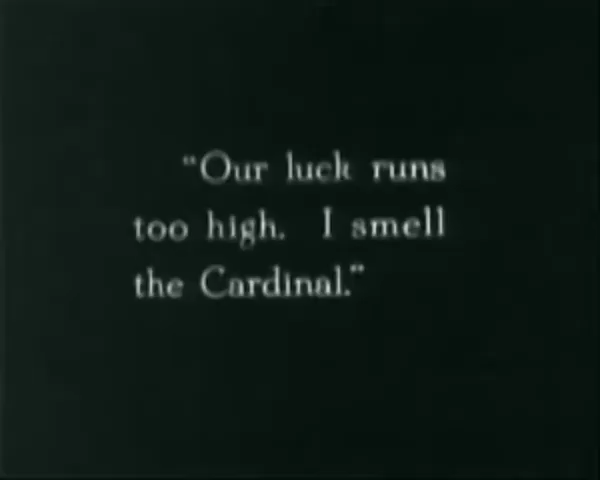 “Our luck runs
too high. I smell
the Cardinal.”